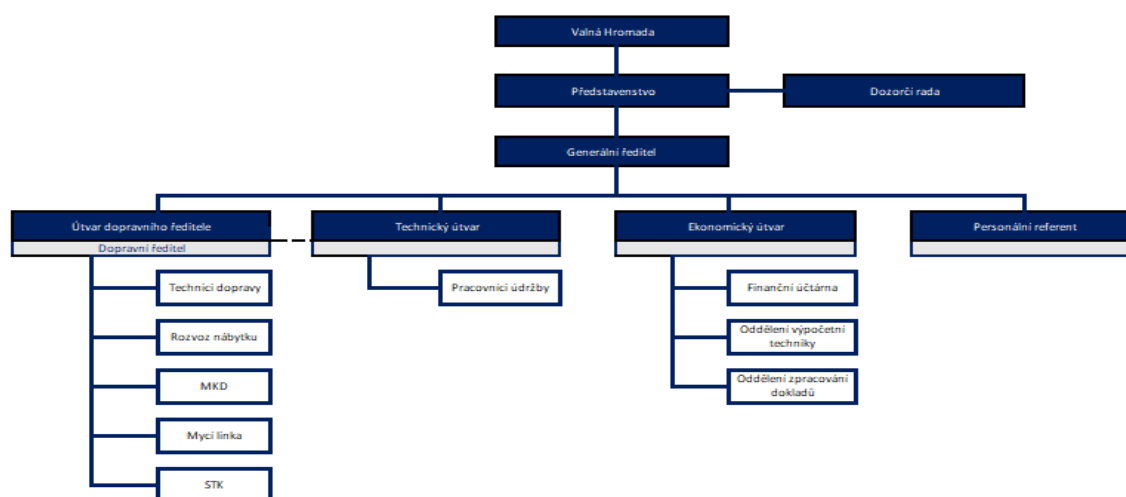 Valná Hromada
Představenstvo
Dozorčí rada
Generální ředitel
Útvar dopravního ředitele
Dopravní ředitel
Technický útvar
Ekonomický útvar
Personální referent
Technici dopravy
Rozvoz nábytku
MKD
Mycí linka
STK
Pracovníci údržby
Finanční účtárna
Oddělení výpočetní
techniky
Oddělení zpracování
dokladů